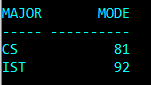 MAJOR       MODE
----- ----------
CS            81
IST           92